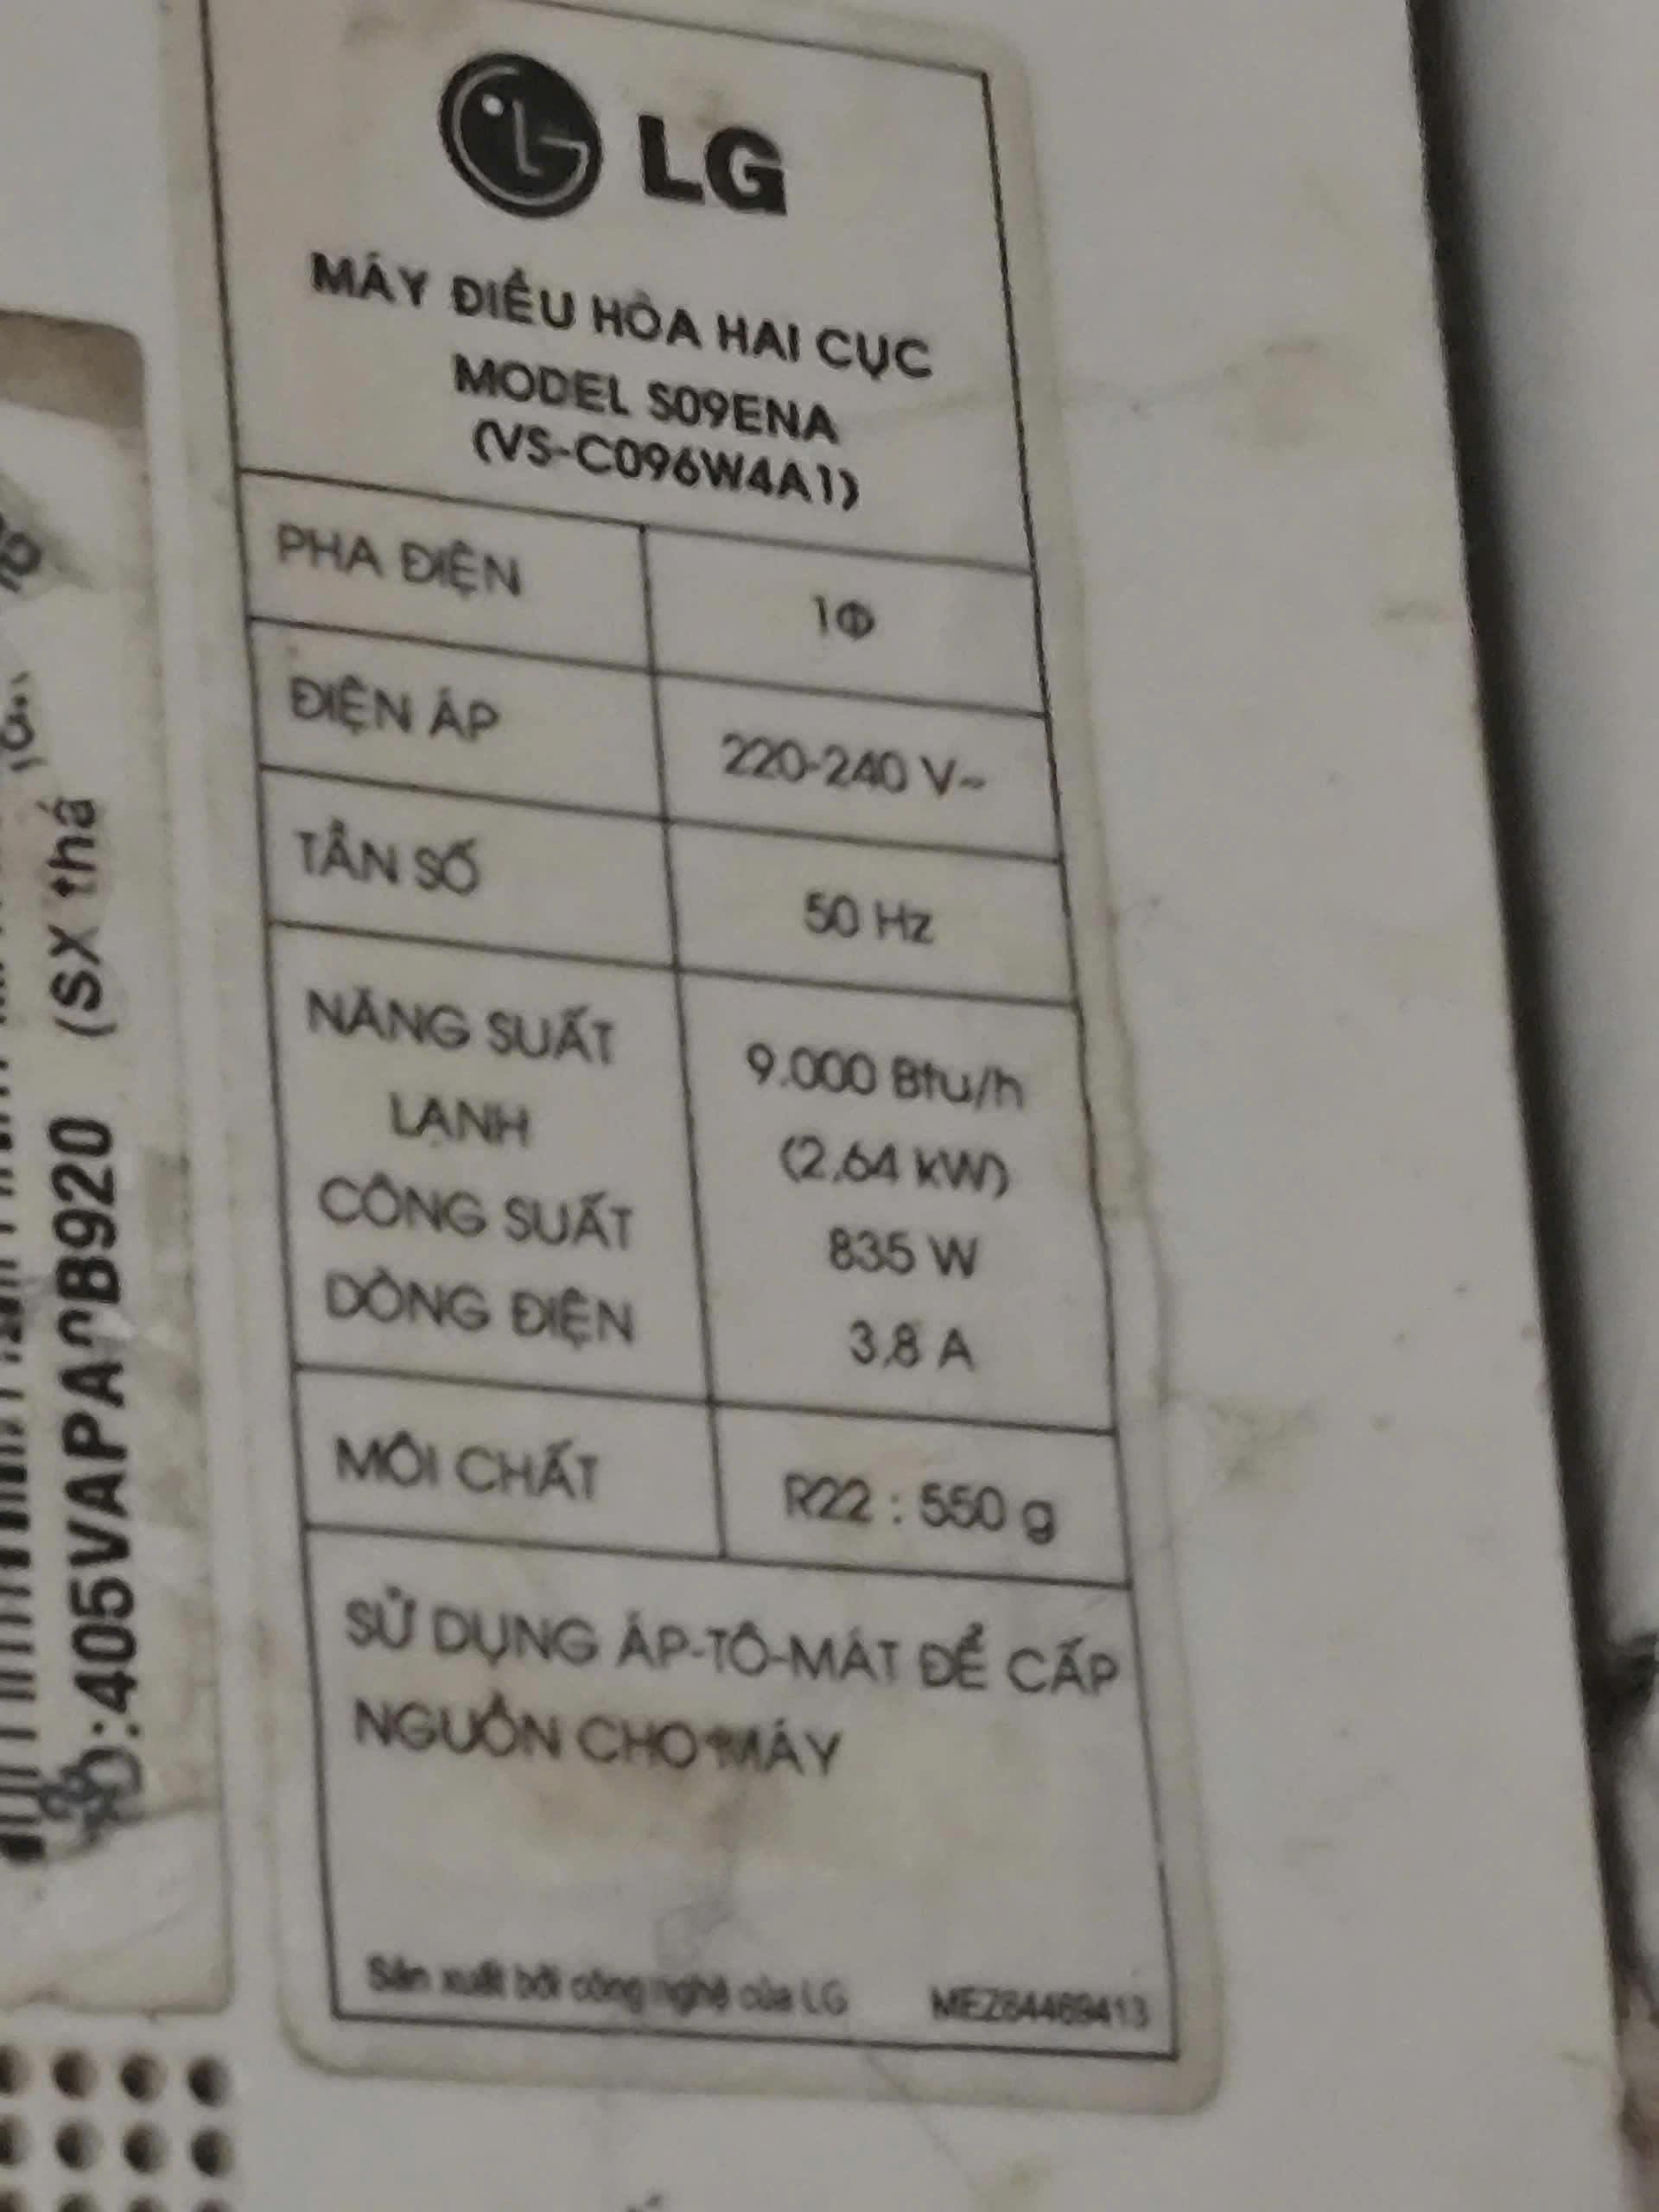 LG
MÁY ĐIỀU HÒA HAI CỤC
MODEL S09ENA
(VS-C096W4A1)
PHA ĐIỆN
1Φ
ĐIỆN ÁP
220-240 V~
TẦN SỐ
50 Hz
NĂNG SUẤT
LẠNH
9.000 Btu/h
(2,64 kW)
CÔNG SUẤT
835 W
DÒNG ĐIỆN
3,8 A
MÔI CHẤT
R22 : 550 g
SỬ DỤNG ÁP-TÔ-MÁT ĐỂ CẤP
NGUỒN CHO MÁY
Sản xuất bởi công nghệ của LG
MEZ64469413
(SX thá